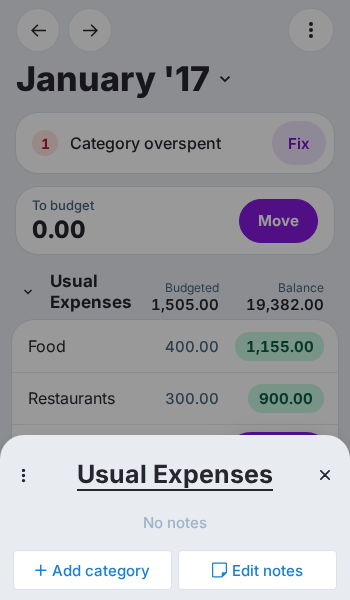 January '17
1 Category overspent Fix
To budget
0.00 Move
Usual Expenses Budgeted Balance
1,505.00 19,382.00
Food 400.00 1,155.00
Restaurants 300.00 900.00
Usual Expenses
No notes
Add category Edit notes